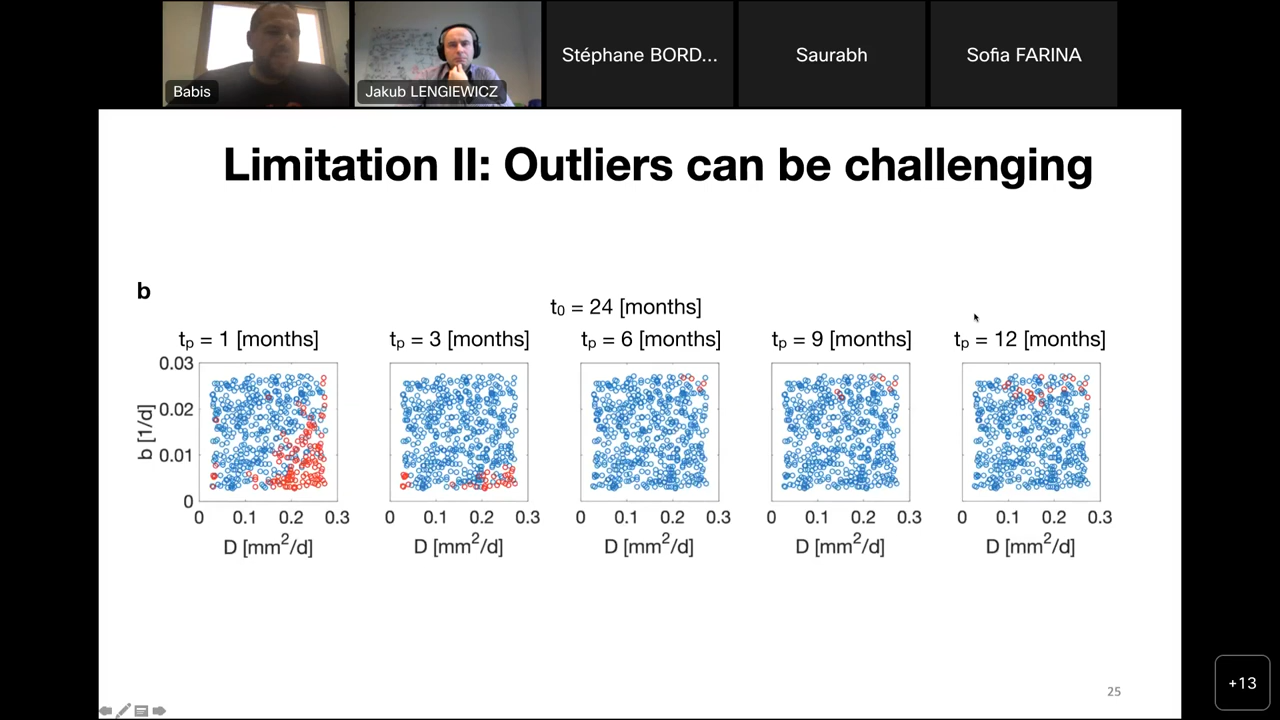 Babis
Jakub LENGIEWICZ
Stéphane BORD...
Saurabh
Sofia FARINA
Limitation II: Outliers can be challenging
b
t₀ = 24 [months]
tₚ = 1 [months]
tₚ = 3 [months]
tₚ = 6 [months]
tₚ = 9 [months]
tₚ = 12 [months]
b [1/d]
0.03
0.02
0.01
0
0 0.1 0.2 0.3
0 0.1 0.2 0.3
0 0.1 0.2 0.3
0 0.1 0.2 0.3
0 0.1 0.2 0.3
D [mm²/d]
D [mm²/d]
D [mm²/d]
D [mm²/d]
D [mm²/d]
25
+13